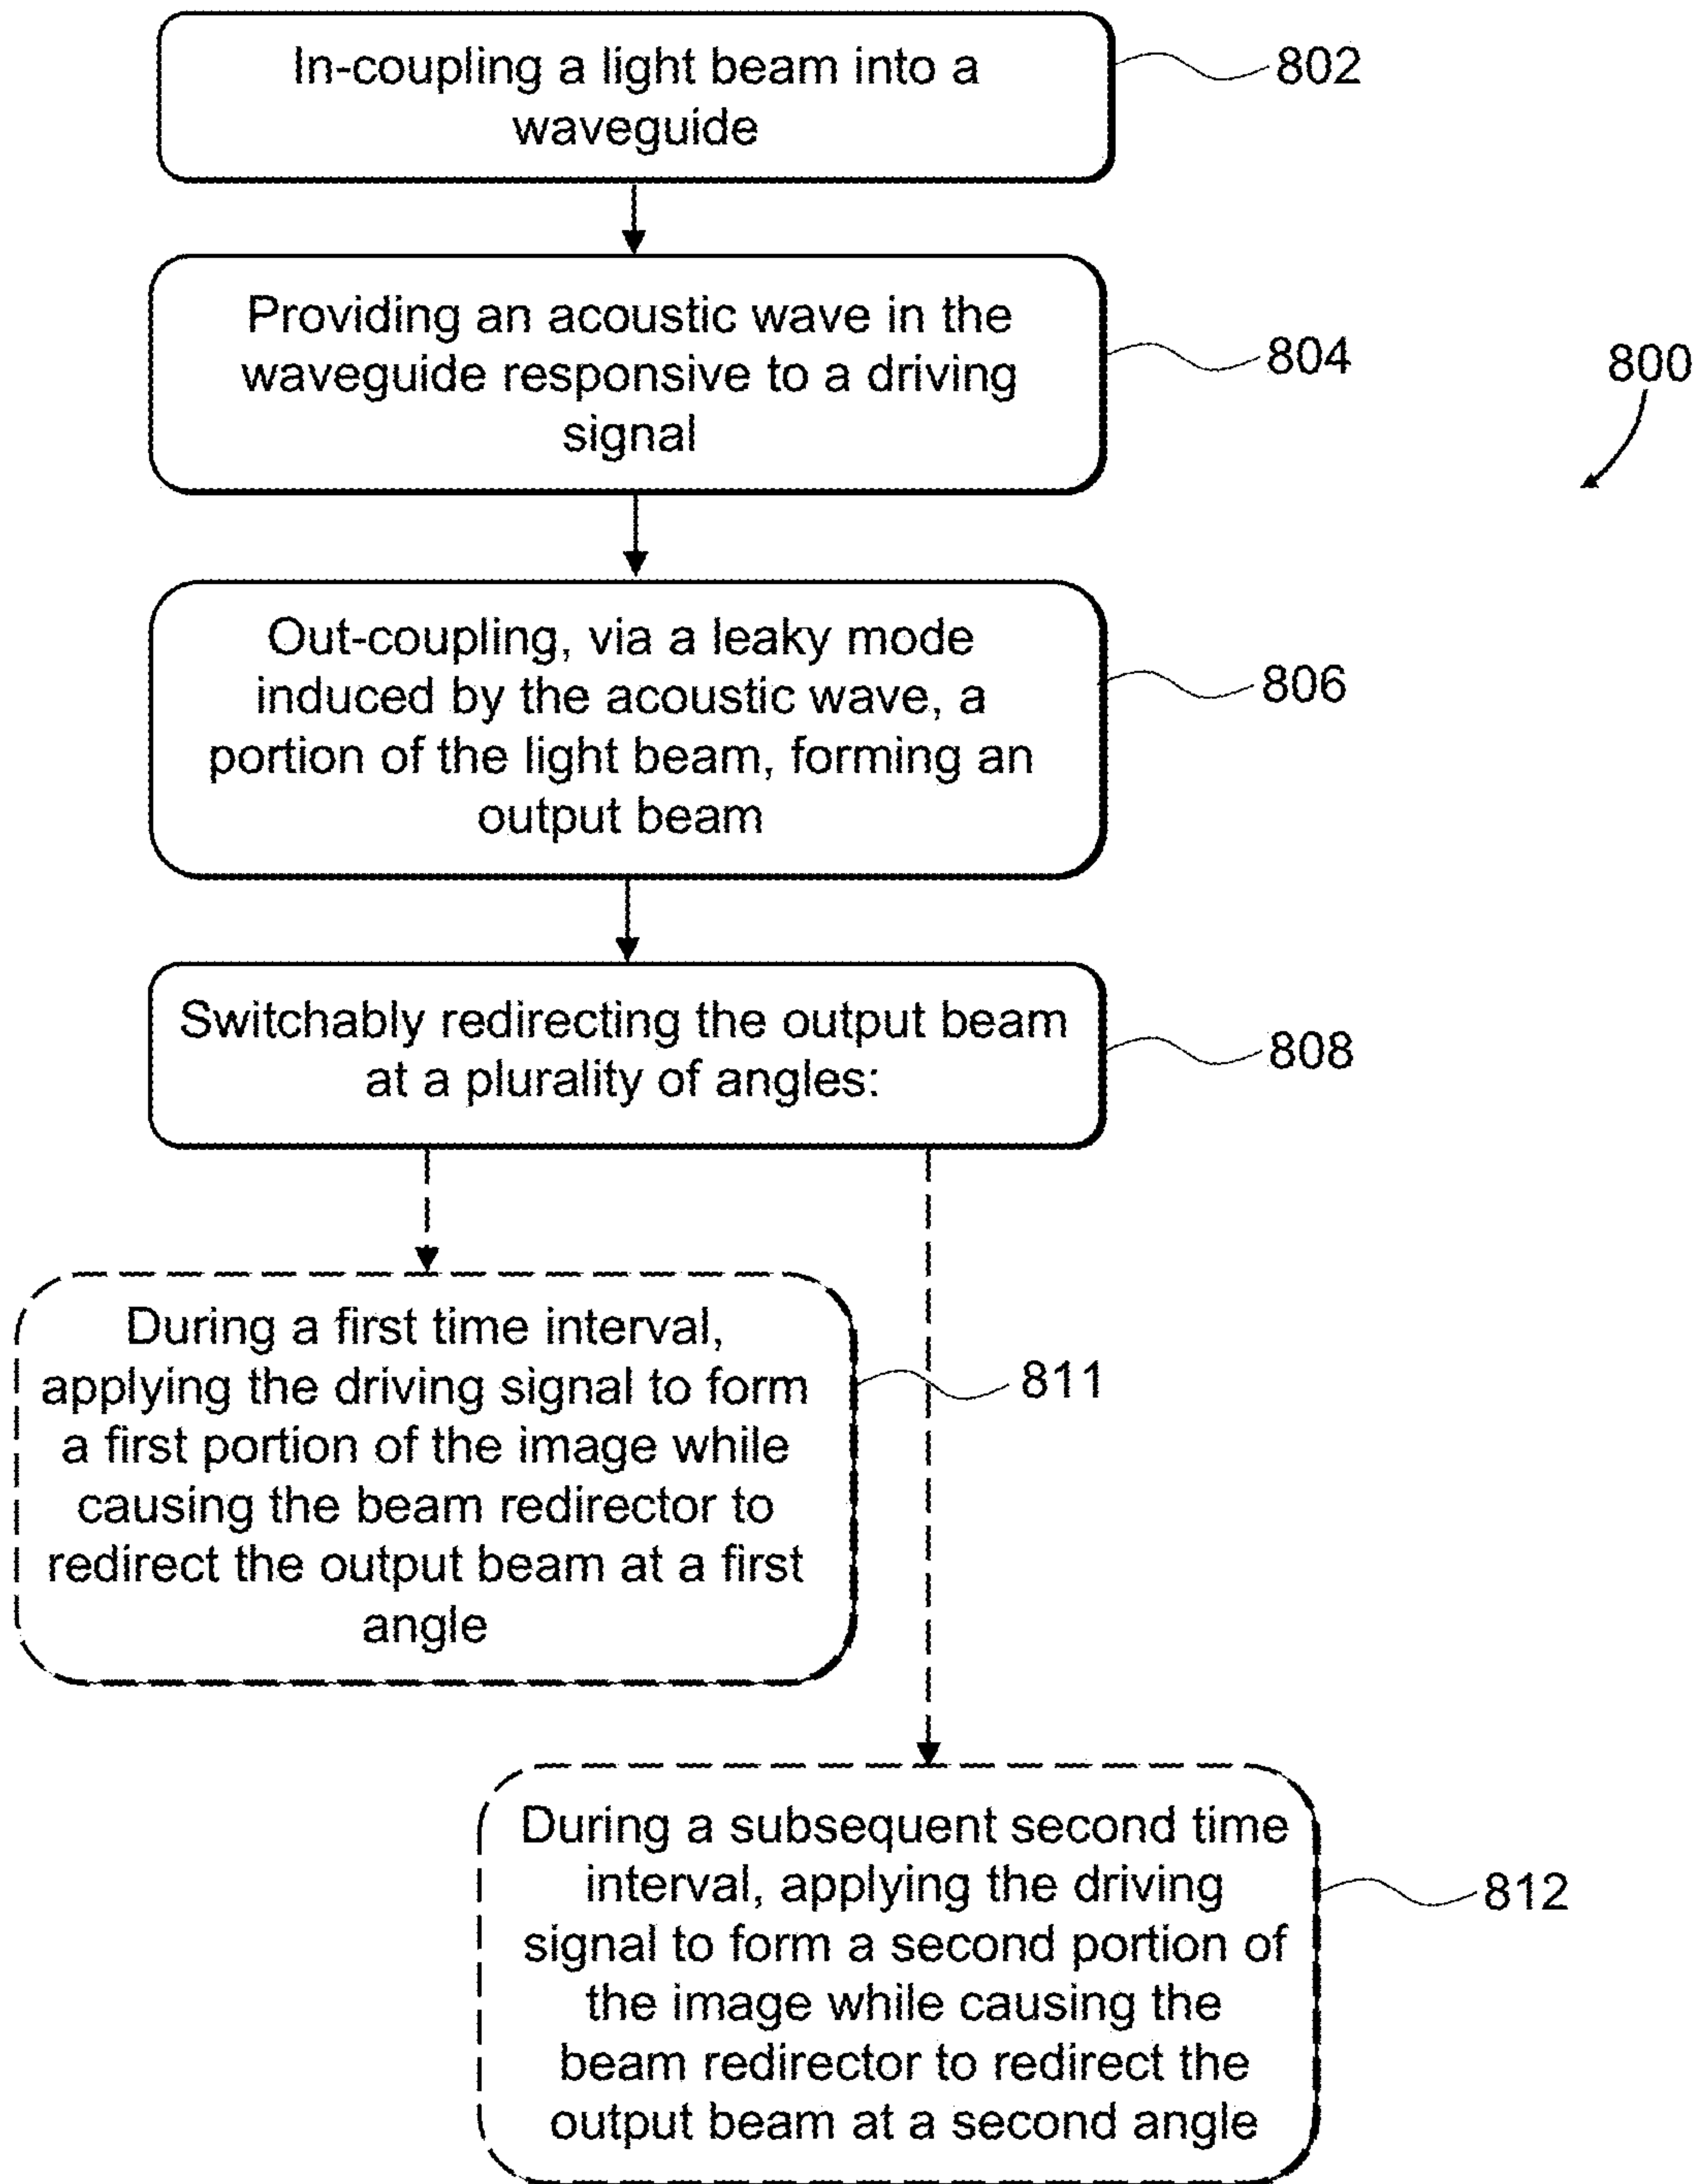 In-coupling a light beam into a
waveguide
802
Providing an acoustic wave in the
waveguide responsive to a driving
signal
804
800
Out-coupling, via a leaky mode
induced by the acoustic wave, a
portion of the light beam, forming an
output beam
806
Switchably redirecting the output beam
at a plurality of angles:
808
During a first time interval,
applying the driving signal to form
a first portion of the image while
causing the beam redirector to
redirect the output beam at a first
angle
811
During a subsequent second time
interval, applying the driving
signal to form a second portion of
the image while causing the
beam redirector to redirect the
output beam at a second angle
812